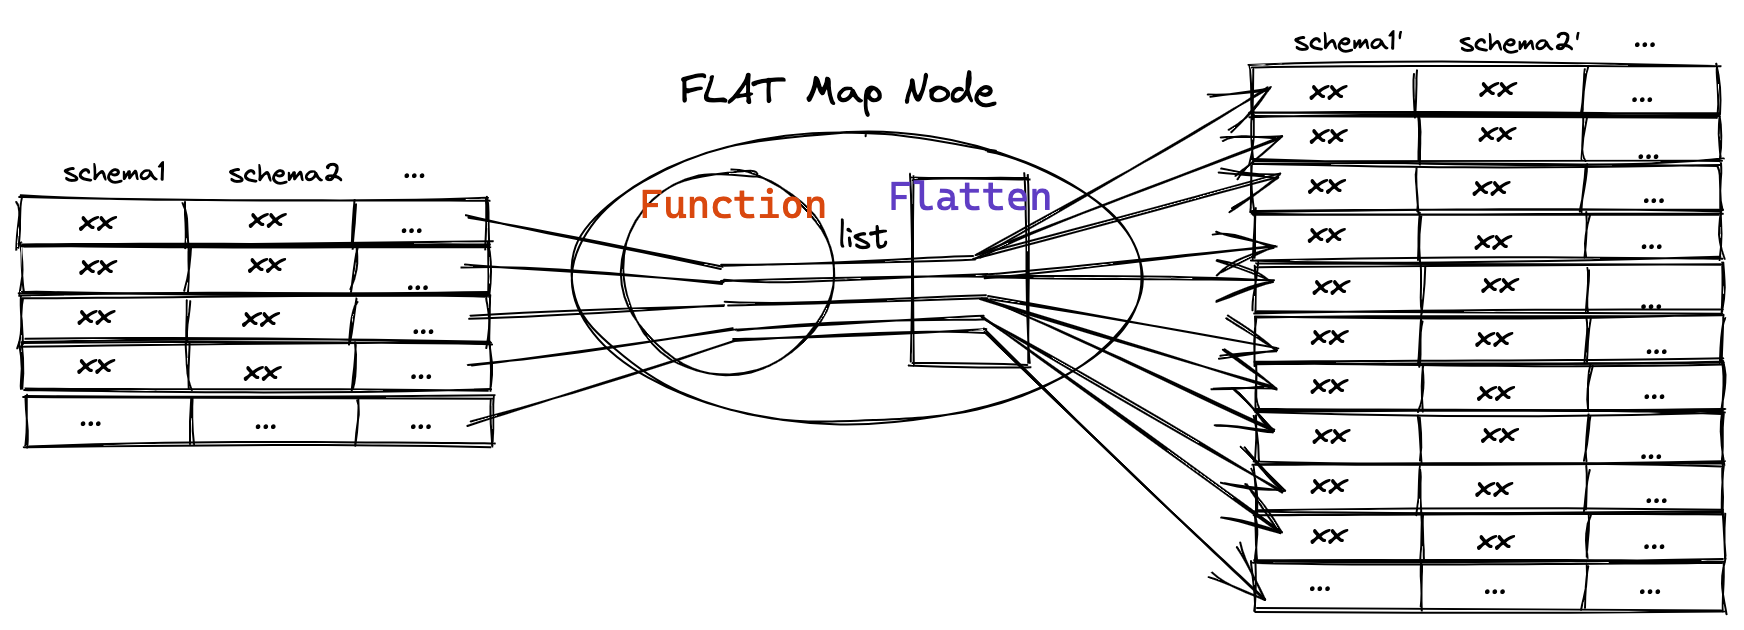 FLAT Map Node
schema1 schema2 ...
xx xx ...
xx xx ...
xx xx ...
xx xx ...
... ... ...
Function
list
Flatten
schema1' schema2' ...
xx xx ...
xx xx ...
xx xx ...
xx xx ...
xx xx ...
xx xx ...
xx xx ...
xx xx ...
xx xx ...
xx xx ...
... ... ...